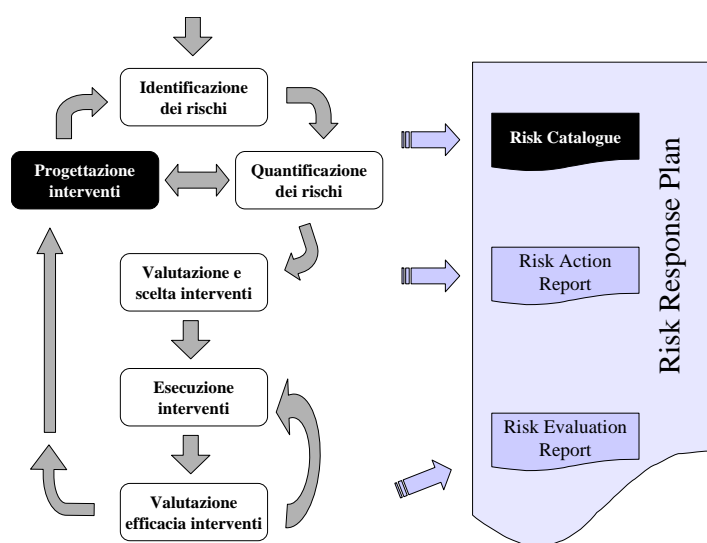 Identificazione
dei rischi
Progettazione
interventi
Quantificazione
dei rischi
Valutazione e
scelta interventi
Esecuzione
interventi
Valutazione
efficacia interventi
Risk Catalogue
Risk Action
Report
Risk Evaluation
Report
Risk Response Plan